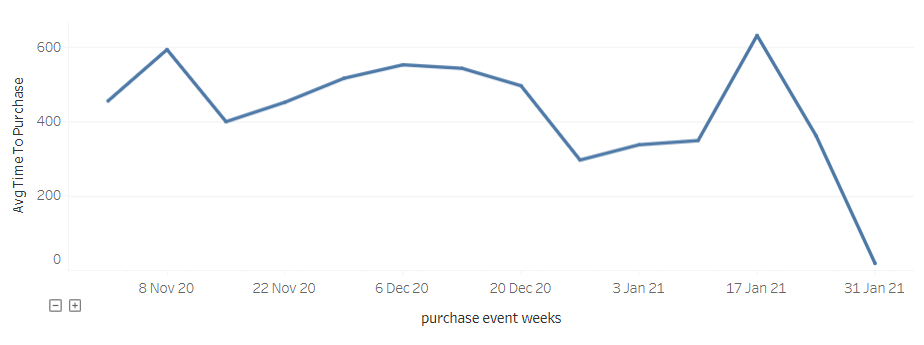 Avg Time To Purchase
600
400
200
0
8 Nov 20
22 Nov 20
6 Dec 20
20 Dec 20
3 Jan 21
17 Jan 21
31 Jan 21
purchase event weeks